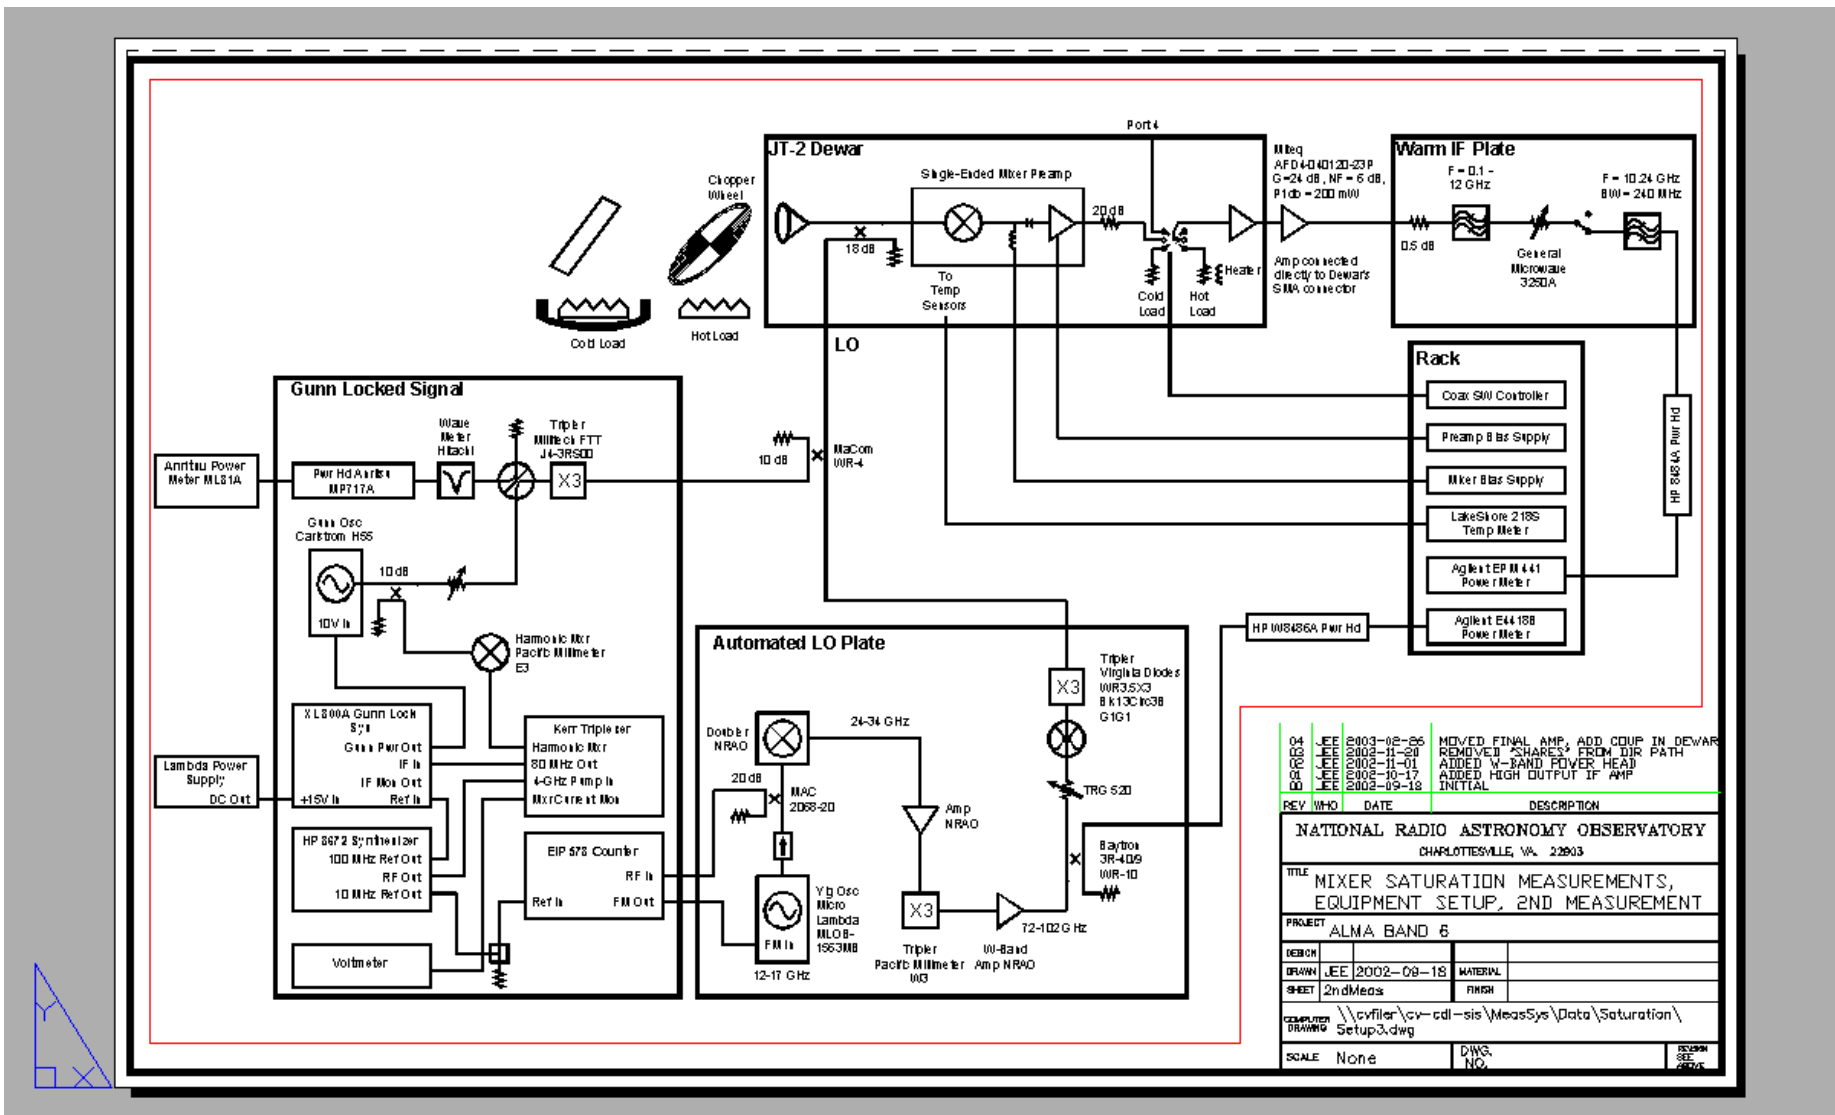 Port 4
JT-2 Dewar
Single-Ended Mixer Preamp
20 dB
18 dB
To
Temp
Sensors
Cold
Load
Hot
Load
Heater
Miteq
AFD4-040120-23P
G=24 dB, NF = 6 dB,
P1db = 200 mW
Amp connected
directly to Dewar's
SMA connector
Warm IF Plate
F = 0.1 -
12 GHz
F = 10.24 GHz
BW = 240 MHz
0.5 dB
General
Microwave
3250A
Chopper
Wheel
Cold Load
Hot Load
LO
Rack
Coax SW Controller
Preamp Bias Supply
Mixer Bias Supply
LakeShore 218S
Temp Meter
Agilent EPM 441
Power Meter
Agilent E4418B
Power Meter
HP 8484A Pwr Hd
HP W8486A Pwr Hd
Gunn Locked Signal
Wave
Meter
Hitachi
Tripler
Millitech FTT
J4-3RS00
Anritsu Power
Meter ML81A
Pwr Hd Anritsu
MP717A
X3
10 dB
MaCom
WR-4
Gunn Osc
Carlstrom H55
10 dB
10V In
Harmonic Mxr
Pacific Millimeter
E3
XL800A Gunn Lock
Syn
Gunn Pwr Out
IF In
IF Mon Out
+15V In
Ref In
Lambda Power
Supply
DC Out
Kerr Triplexer
Harmonic Mxr
80 MHz Out
4-GHz Pump In
Mxr Current Mon
HP 8672 Synthesizer
100 MHz Ref Out
RF Out
10 MHz Ref Out
EIP 578 Counter
RF In
Ref In
FM Out
Voltmeter
Automated LO Plate
Doubler
NRAO
24-34 GHz
20 dB
MAC
2068-20
Amp
NRAO
Yig Osc
Micro
Lambda
MLOB-
1563MB
FM In
12-17 GHz
X3
Tripler
Pacific Millimeter
W3
W-Band
Amp NRAO
72-102 GHz
X3
Tripler
Virginia Diodes
WR3.5X3
8k13Circ38
G1G1
TRG 520
Baytron
3R-40/9
WR-10
04 JEE 2003-02-26 MOVED FINAL AMP, ADD COUP IN DEWAR
03 JEE 2002-11-20 REMOVED "SHARES" FROM DIR PATH
02 JEE 2002-11-01 ADDED W-BAND POWER HEAD
01 JEE 2002-10-17 ADDED HIGH OUTPUT IF AMP
00 JEE 2002-09-18 INITIAL
REV WHO DATE DESCRIPTION
NATIONAL RADIO ASTRONOMY OBSERVATORY
CHARLOTTESVILLE, VA. 22903
TITLE MIXER SATURATION MEASUREMENTS,
EQUIPMENT SETUP, 2ND MEASUREMENT
PROJECT ALMA BAND 6
DESIGN
DRAWN JEE 2002-09-18 MATERIAL
SHEET 2ndMeas FINISH
COMPUTER DRAWING \\cvfiler\cv-cdl-sis\MeasSys\Data\Saturation\
Setup3.dwg
SCALE None DWG. NO.
REVISION SEE ABOVE
Y
X